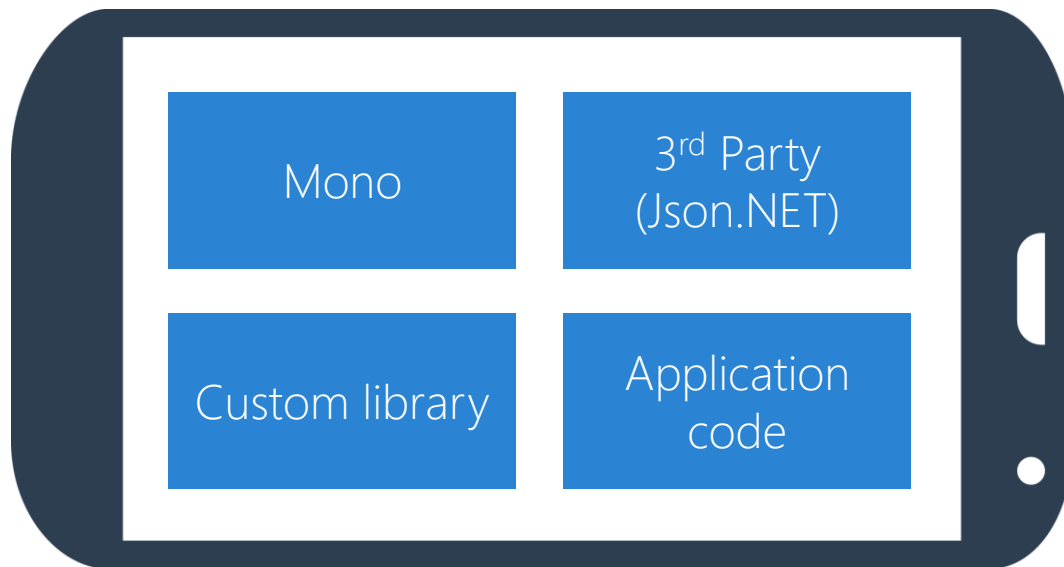 Mono
3rd Party
(Json.NET)
Custom library
Application
code